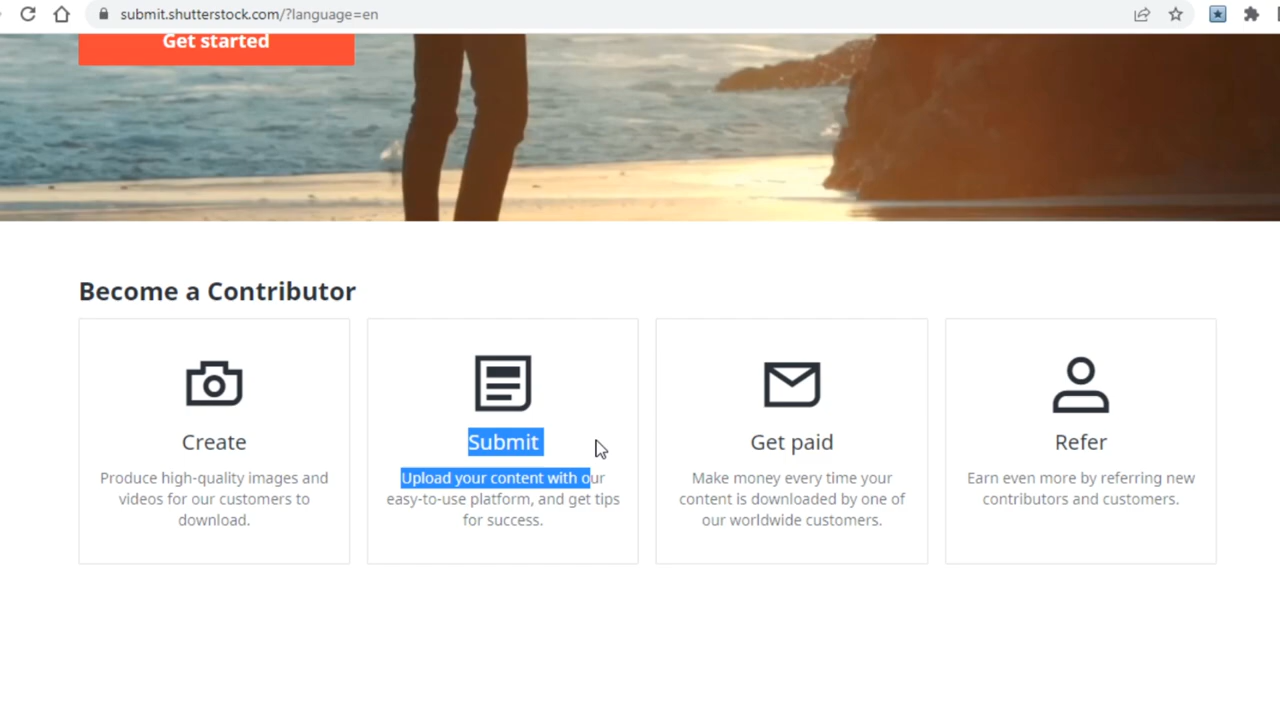 submit.shutterstock.com/?language=en
Get started
Become a Contributor
Create
Produce high-quality images and
videos for our customers to
download.
Submit
Upload your content with our
easy-to-use platform, and get tips
for success.
Get paid
Make money every time your
content is downloaded by one of
our worldwide customers.
Refer
Earn even more by referring new
contributors and customers.